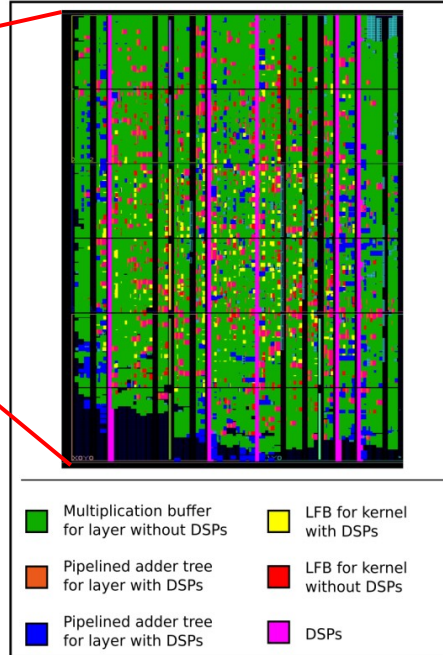 X0Y0
Multiplication buffer
for layer without DSPs
LFB for kernel
with DSPs
Pipelined adder tree
for layer with DSPs
LFB for kernel
without DSPs
Pipelined adder tree
for layer with DSPs
DSPs